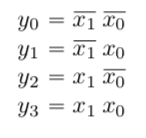 y₀ = x̅₁ x̅₀
y₁ = x̅₁ x₀
y₂ = x₁ x̅₀
y₃ = x₁ x₀